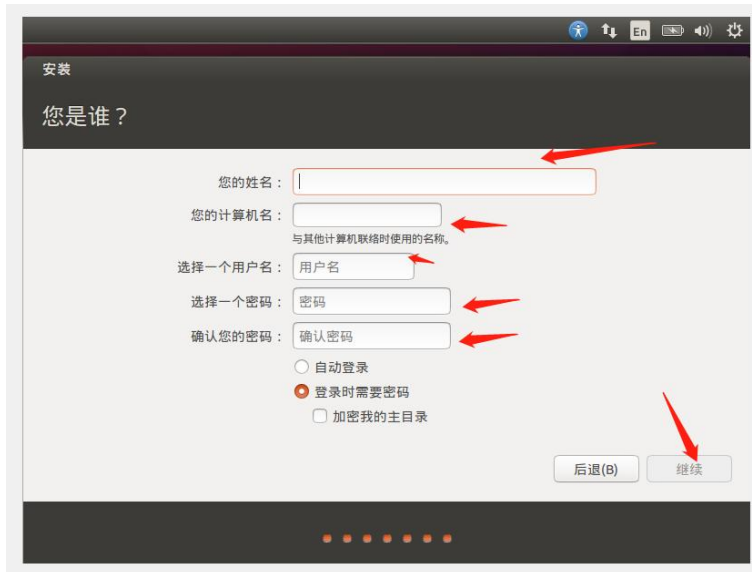 En
安装
您是谁？
您的姓名：
您的计算机名：
与其他计算机联络时使用的名称。
选择一个用户名： 用户名
选择一个密码： 密码
确认您的密码： 确认密码
自动登录
登录时需要密码
加密我的主目录
后退(B) 继续